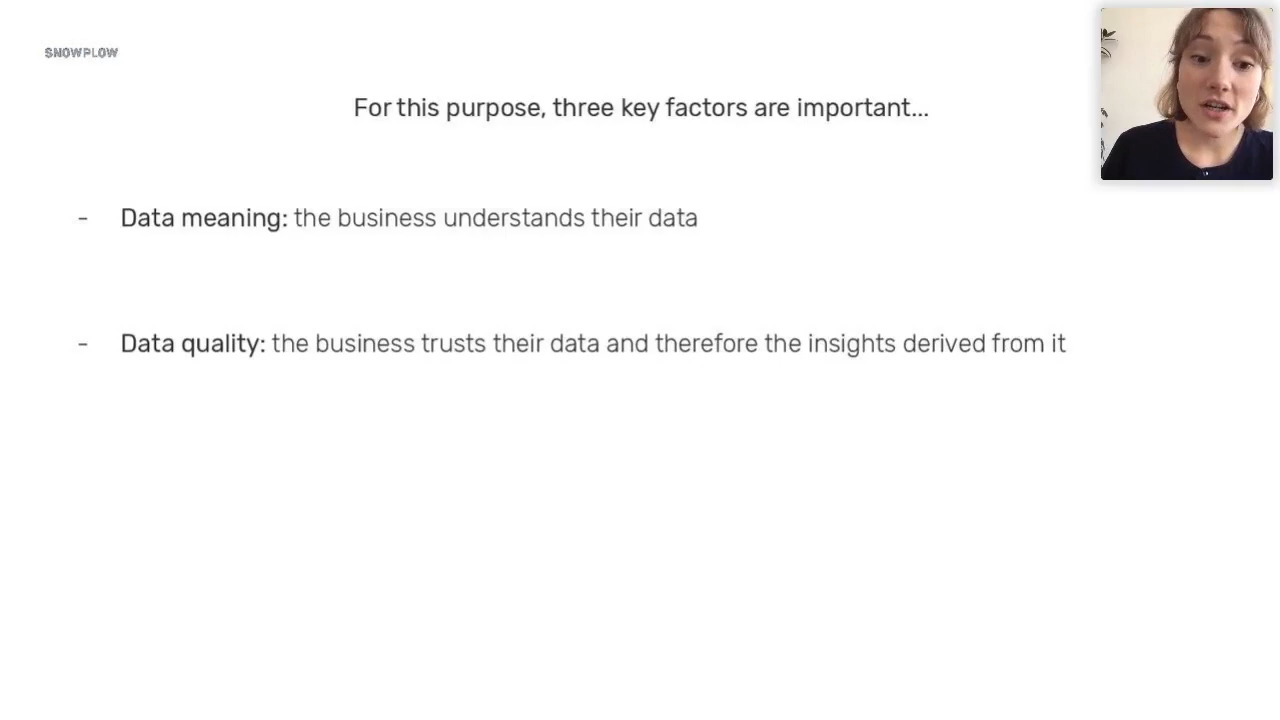 SNOWPLOW
For this purpose, three key factors are important...
- Data meaning: the business understands their data
- Data quality: the business trusts their data and therefore the insights derived from it